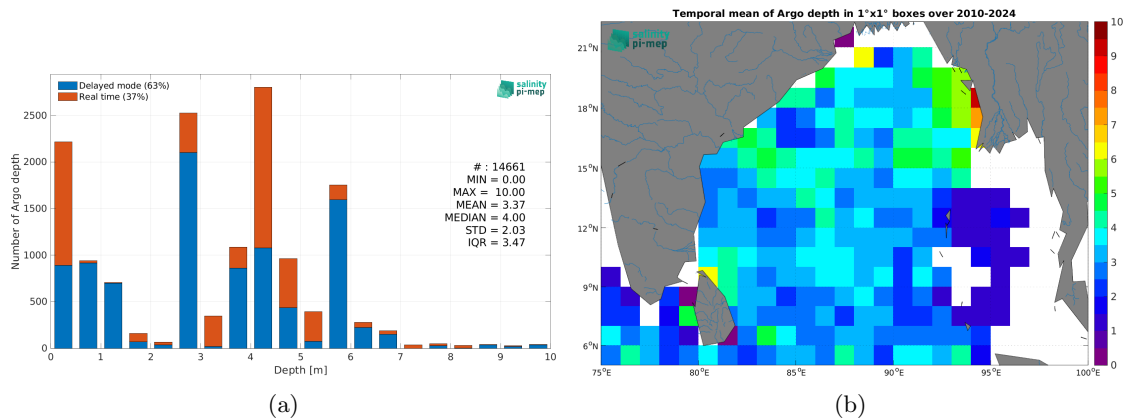 Delayed mode (63%)
Real time (37%)
salinity
pi-mep
# : 14661
MIN = 0.00
MAX = 10.00
MEAN = 3.37
MEDIAN = 4.00
STD = 2.03
IQR = 3.47
Number of Argo depth
2500
2000
1500
1000
500
0
0 1 2 3 4 5 6 7 8 9 10
Depth [m]
(a)
Temporal mean of Argo depth in 1°x1° boxes over 2010-2024
salinity
pi-mep
21°N
18°N
15°N
12°N
9°N
6°N
75°E 80°E 85°E 90°E 95°E 100°E
10
9
8
7
6
5
4
3
2
1
0
(b)